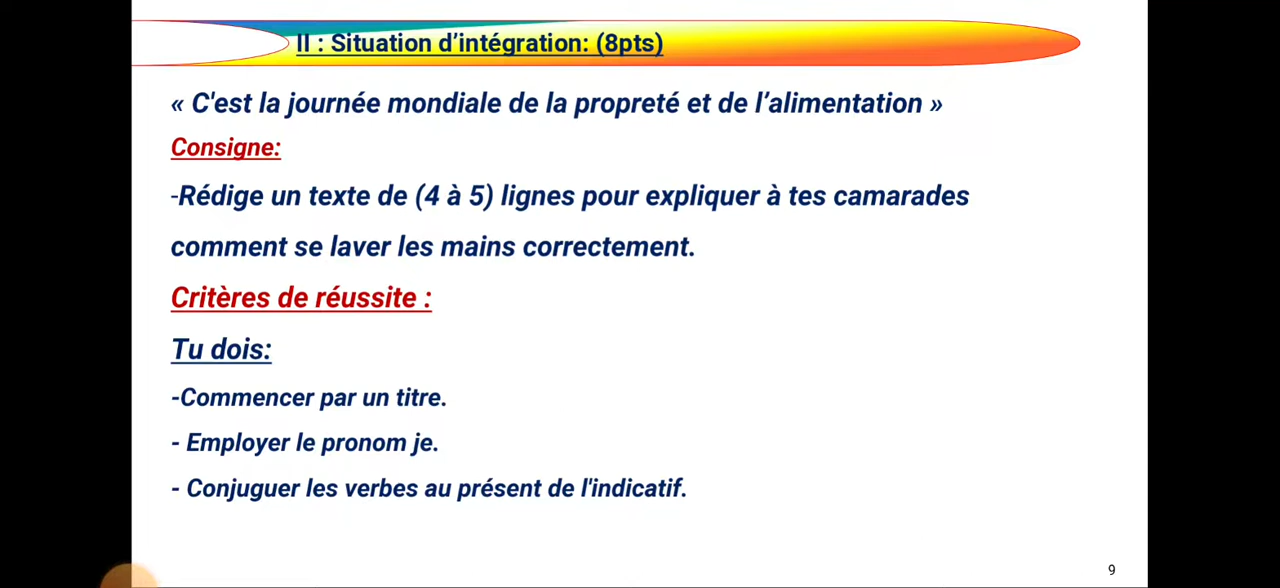 II : Situation d’intégration: (8pts)
« C'est la journée mondiale de la propreté et de l’alimentation »
Consigne:
-Rédige un texte de (4 à 5) lignes pour expliquer à tes camarades
comment se laver les mains correctement.
Critères de réussite :
Tu dois:
-Commencer par un titre.
- Employer le pronom je.
- Conjuguer les verbes au présent de l'indicatif.
9